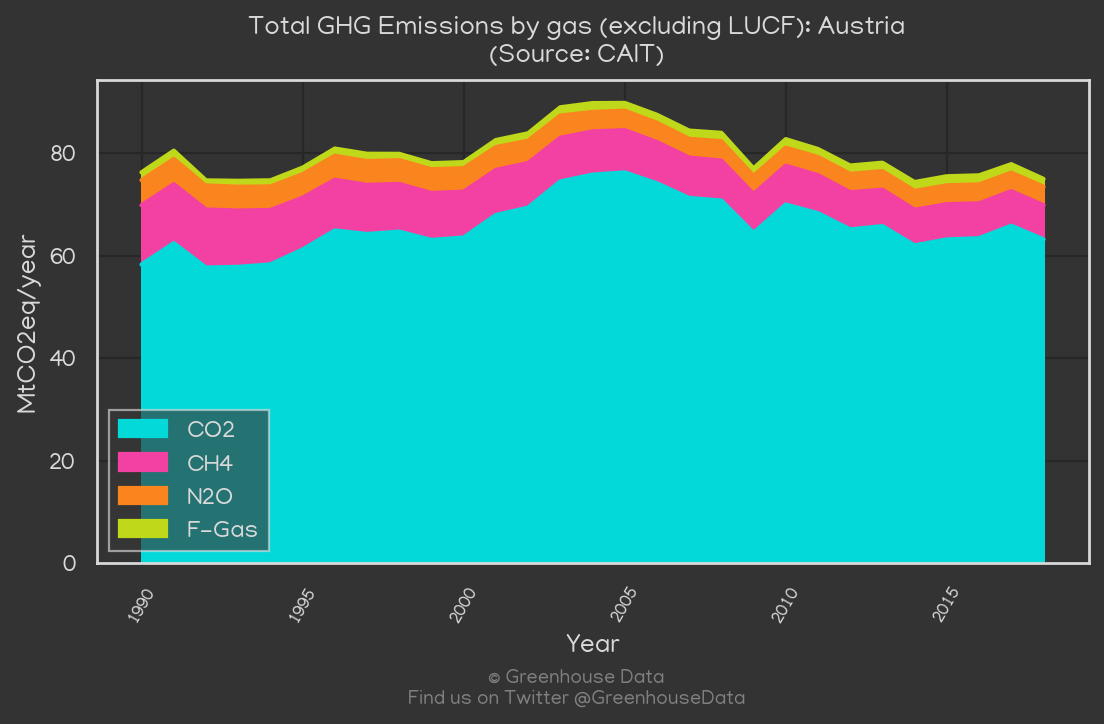 Total GHG Emissions by gas (excluding LUCF): Austria
(Source: CAIT)
MtCO2eq/year
80
60
40
20
0
CO2
CH4
N2O
F-Gas
1990
1995
2000
2005
2010
2015
Year
© Greenhouse Data
Find us on Twitter @GreenhouseData